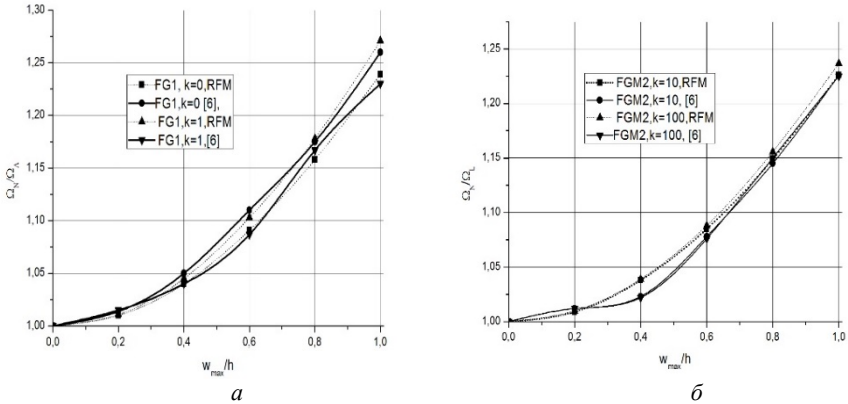 1,30
1,25
1,20
1,15
1,10
1,05
1,00
Ω_N/Ω_Λ
FG1, k=0,RFM
FG1,k=0 [6],
FG1,k=1,RFM
FG1,k=1,[6]
0,0 0,2 0,4 0,6 0,8 1,0
w_max/h
а
1,25
1,20
1,15
1,10
1,05
1,00
Ω_N/Ω_L
FGM2,k=10,RFM
FGM2,k=10, [6]
FGM2,k=100,RFM
FGM2,k=100, [6]
0,0 0,2 0,4 0,6 0,8 1,0
w_max/h
б